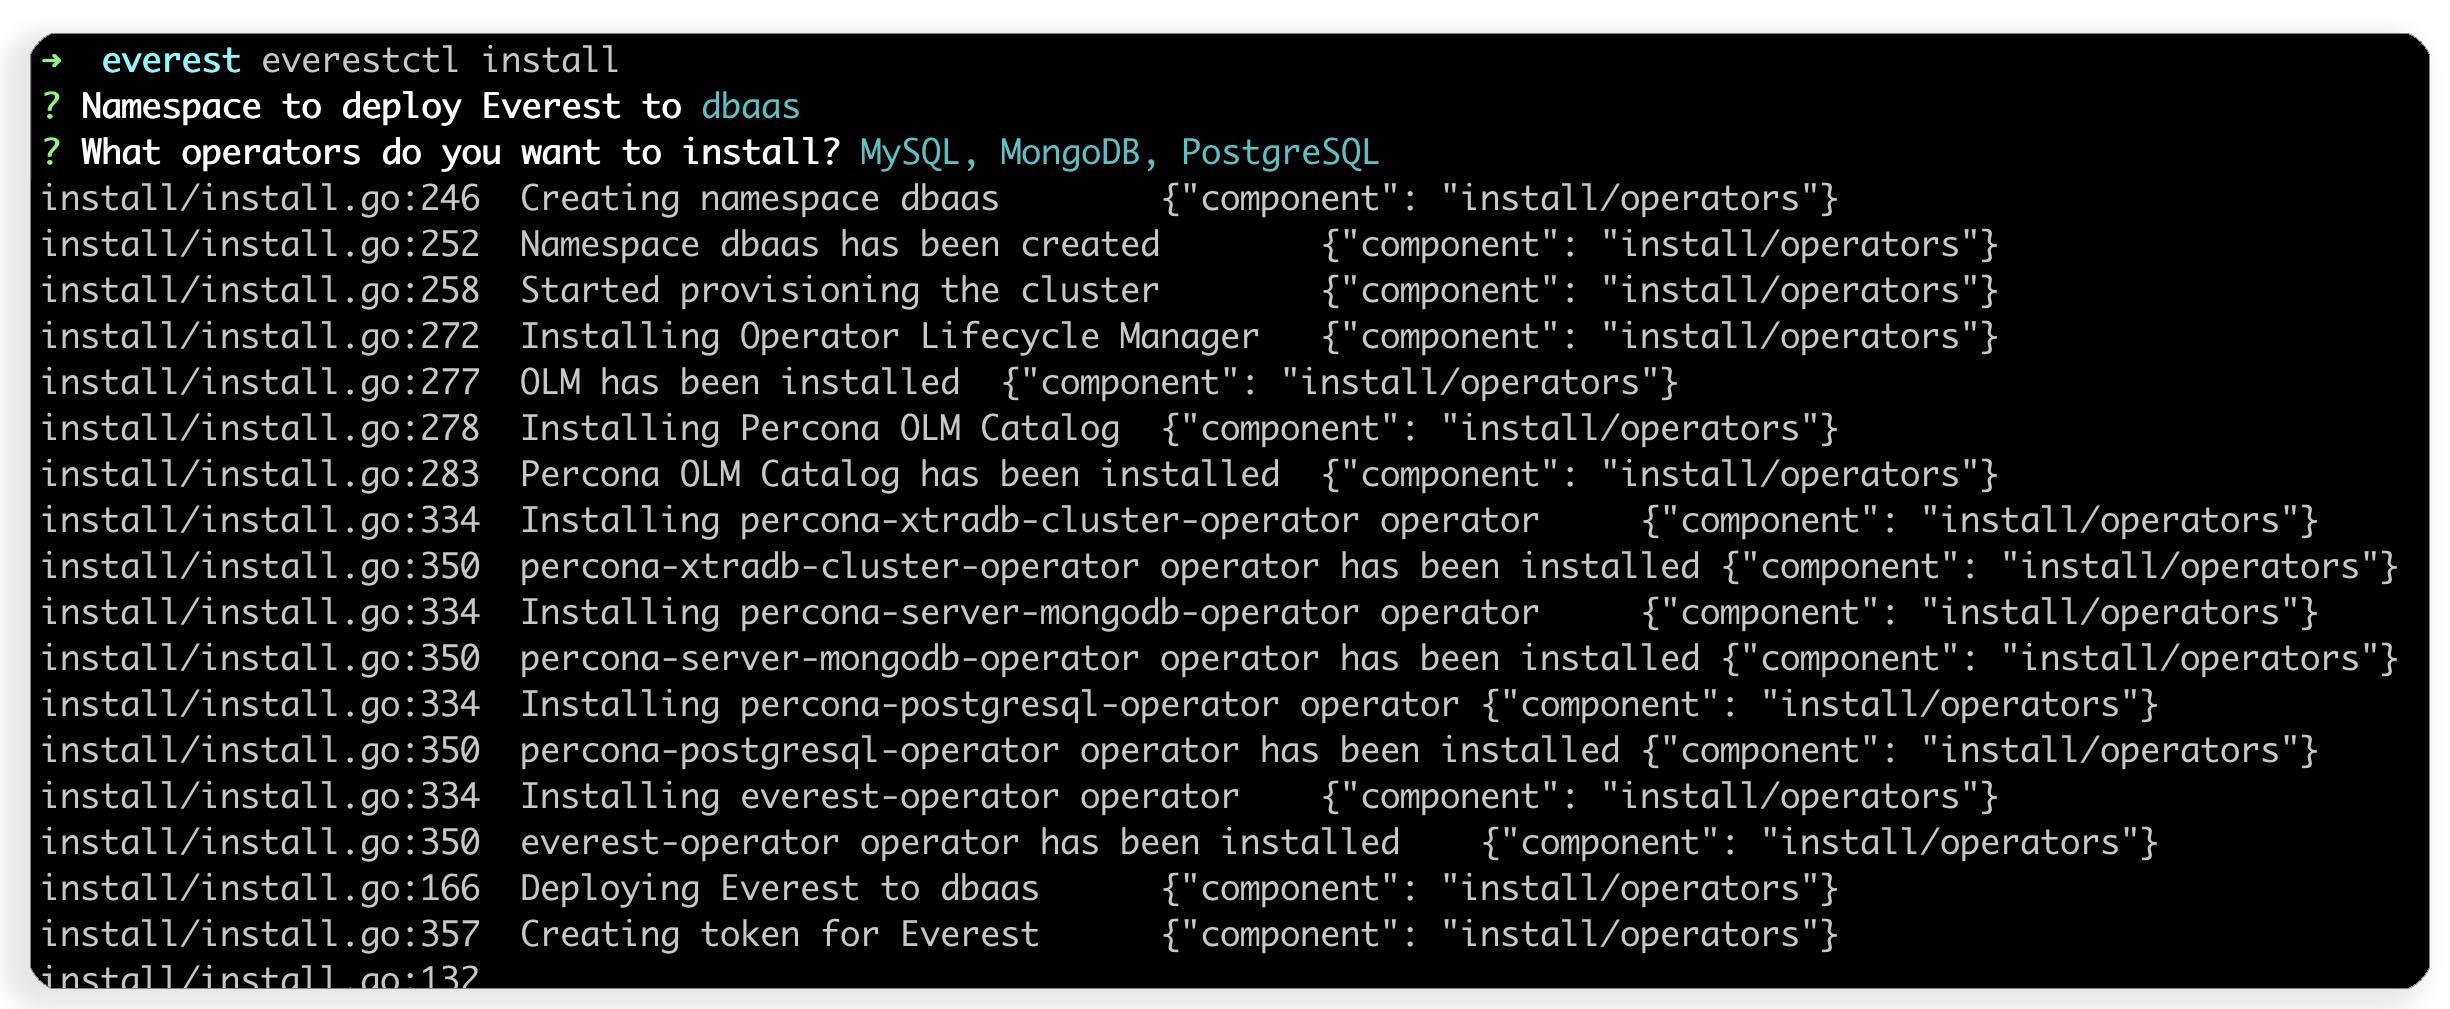 ➜  everest everestctl install
? Namespace to deploy Everest to dbaas
? What operators do you want to install? MySQL, MongoDB, PostgreSQL
install/install.go:246  Creating namespace dbaas        {"component": "install/operators"}
install/install.go:252  Namespace dbaas has been created        {"component": "install/operators"}
install/install.go:258  Started provisioning the cluster        {"component": "install/operators"}
install/install.go:272  Installing Operator Lifecycle Manager   {"component": "install/operators"}
install/install.go:277  OLM has been installed  {"component": "install/operators"}
install/install.go:278  Installing Percona OLM Catalog  {"component": "install/operators"}
install/install.go:283  Percona OLM Catalog has been installed  {"component": "install/operators"}
install/install.go:334  Installing percona-xtradb-cluster-operator operator     {"component": "install/operators"}
install/install.go:350  percona-xtradb-cluster-operator operator has been installed {"component": "install/operators"}
install/install.go:334  Installing percona-server-mongodb-operator operator     {"component": "install/operators"}
install/install.go:350  percona-server-mongodb-operator operator has been installed {"component": "install/operators"}
install/install.go:334  Installing percona-postgresql-operator operator {"component": "install/operators"}
install/install.go:350  percona-postgresql-operator operator has been installed {"component": "install/operators"}
install/install.go:334  Installing everest-operator operator    {"component": "install/operators"}
install/install.go:350  everest-operator operator has been installed    {"component": "install/operators"}
install/install.go:166  Deploying Everest to dbaas      {"component": "install/operators"}
install/install.go:357  Creating token for Everest      {"component": "install/operators"}
install/install.go:132